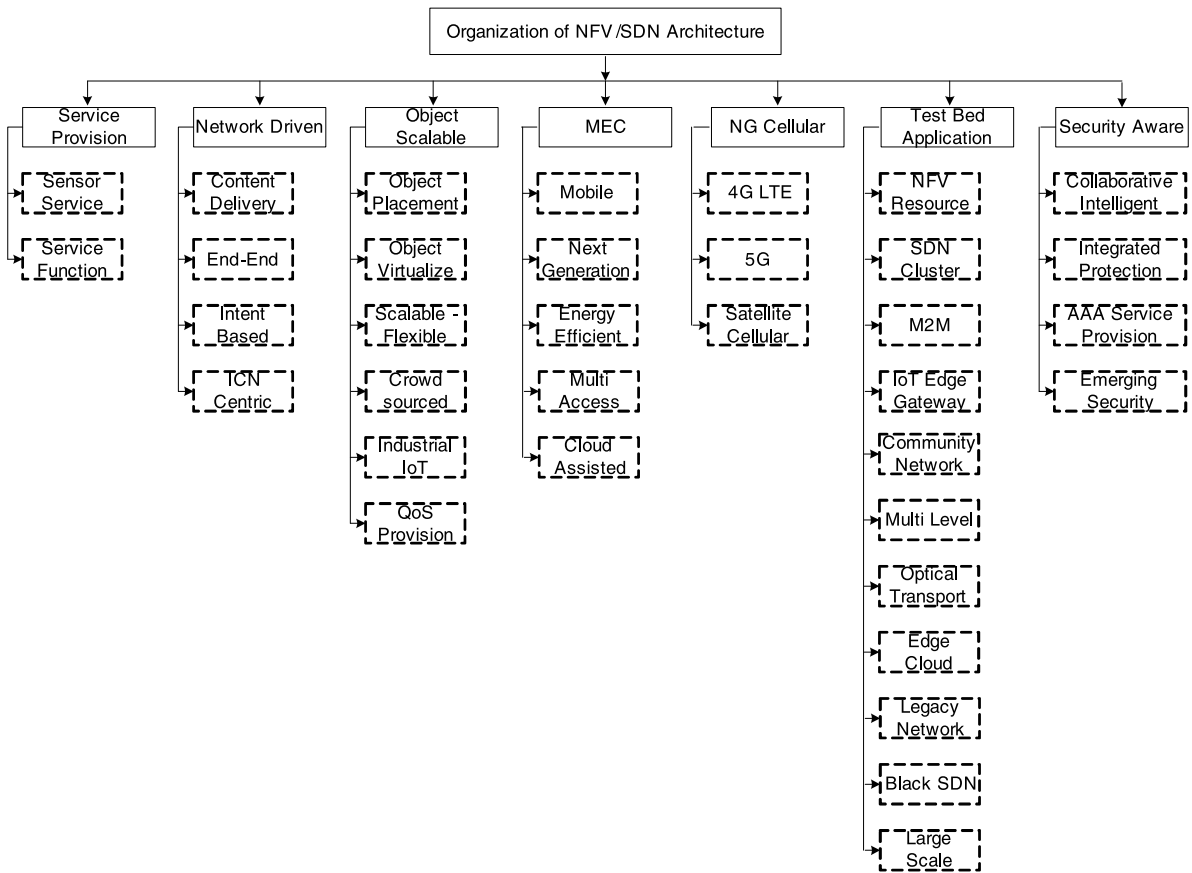 Organization of NFV/SDN Architecture
Service
Provision
Sensor
Service
Service
Function
Network Driven
Content
Delivery
End-End
Intent
Based
ICN
Centric
Object
Scalable
Object
Placement
Object
Virtualize
Scalable -
Flexible
Crowd
sourced
Industrial
IoT
QoS
Provision
MEC
Mobile
Next
Generation
Energy
Efficient
Multi
Access
Cloud
Assisted
NG Cellular
4G LTE
5G
Satellite
Cellular
Test Bed
Application
NFV
Resource
SDN
Cluster
M2M
IoT Edge
Gateway
Community
Network
Multi Level
Optical
Transport
Edge
Cloud
Legacy
Network
Black SDN
Large
Scale
Security Aware
Collaborative
Intelligent
Integrated
Protection
AAA Service
Provision
Emerging
Security